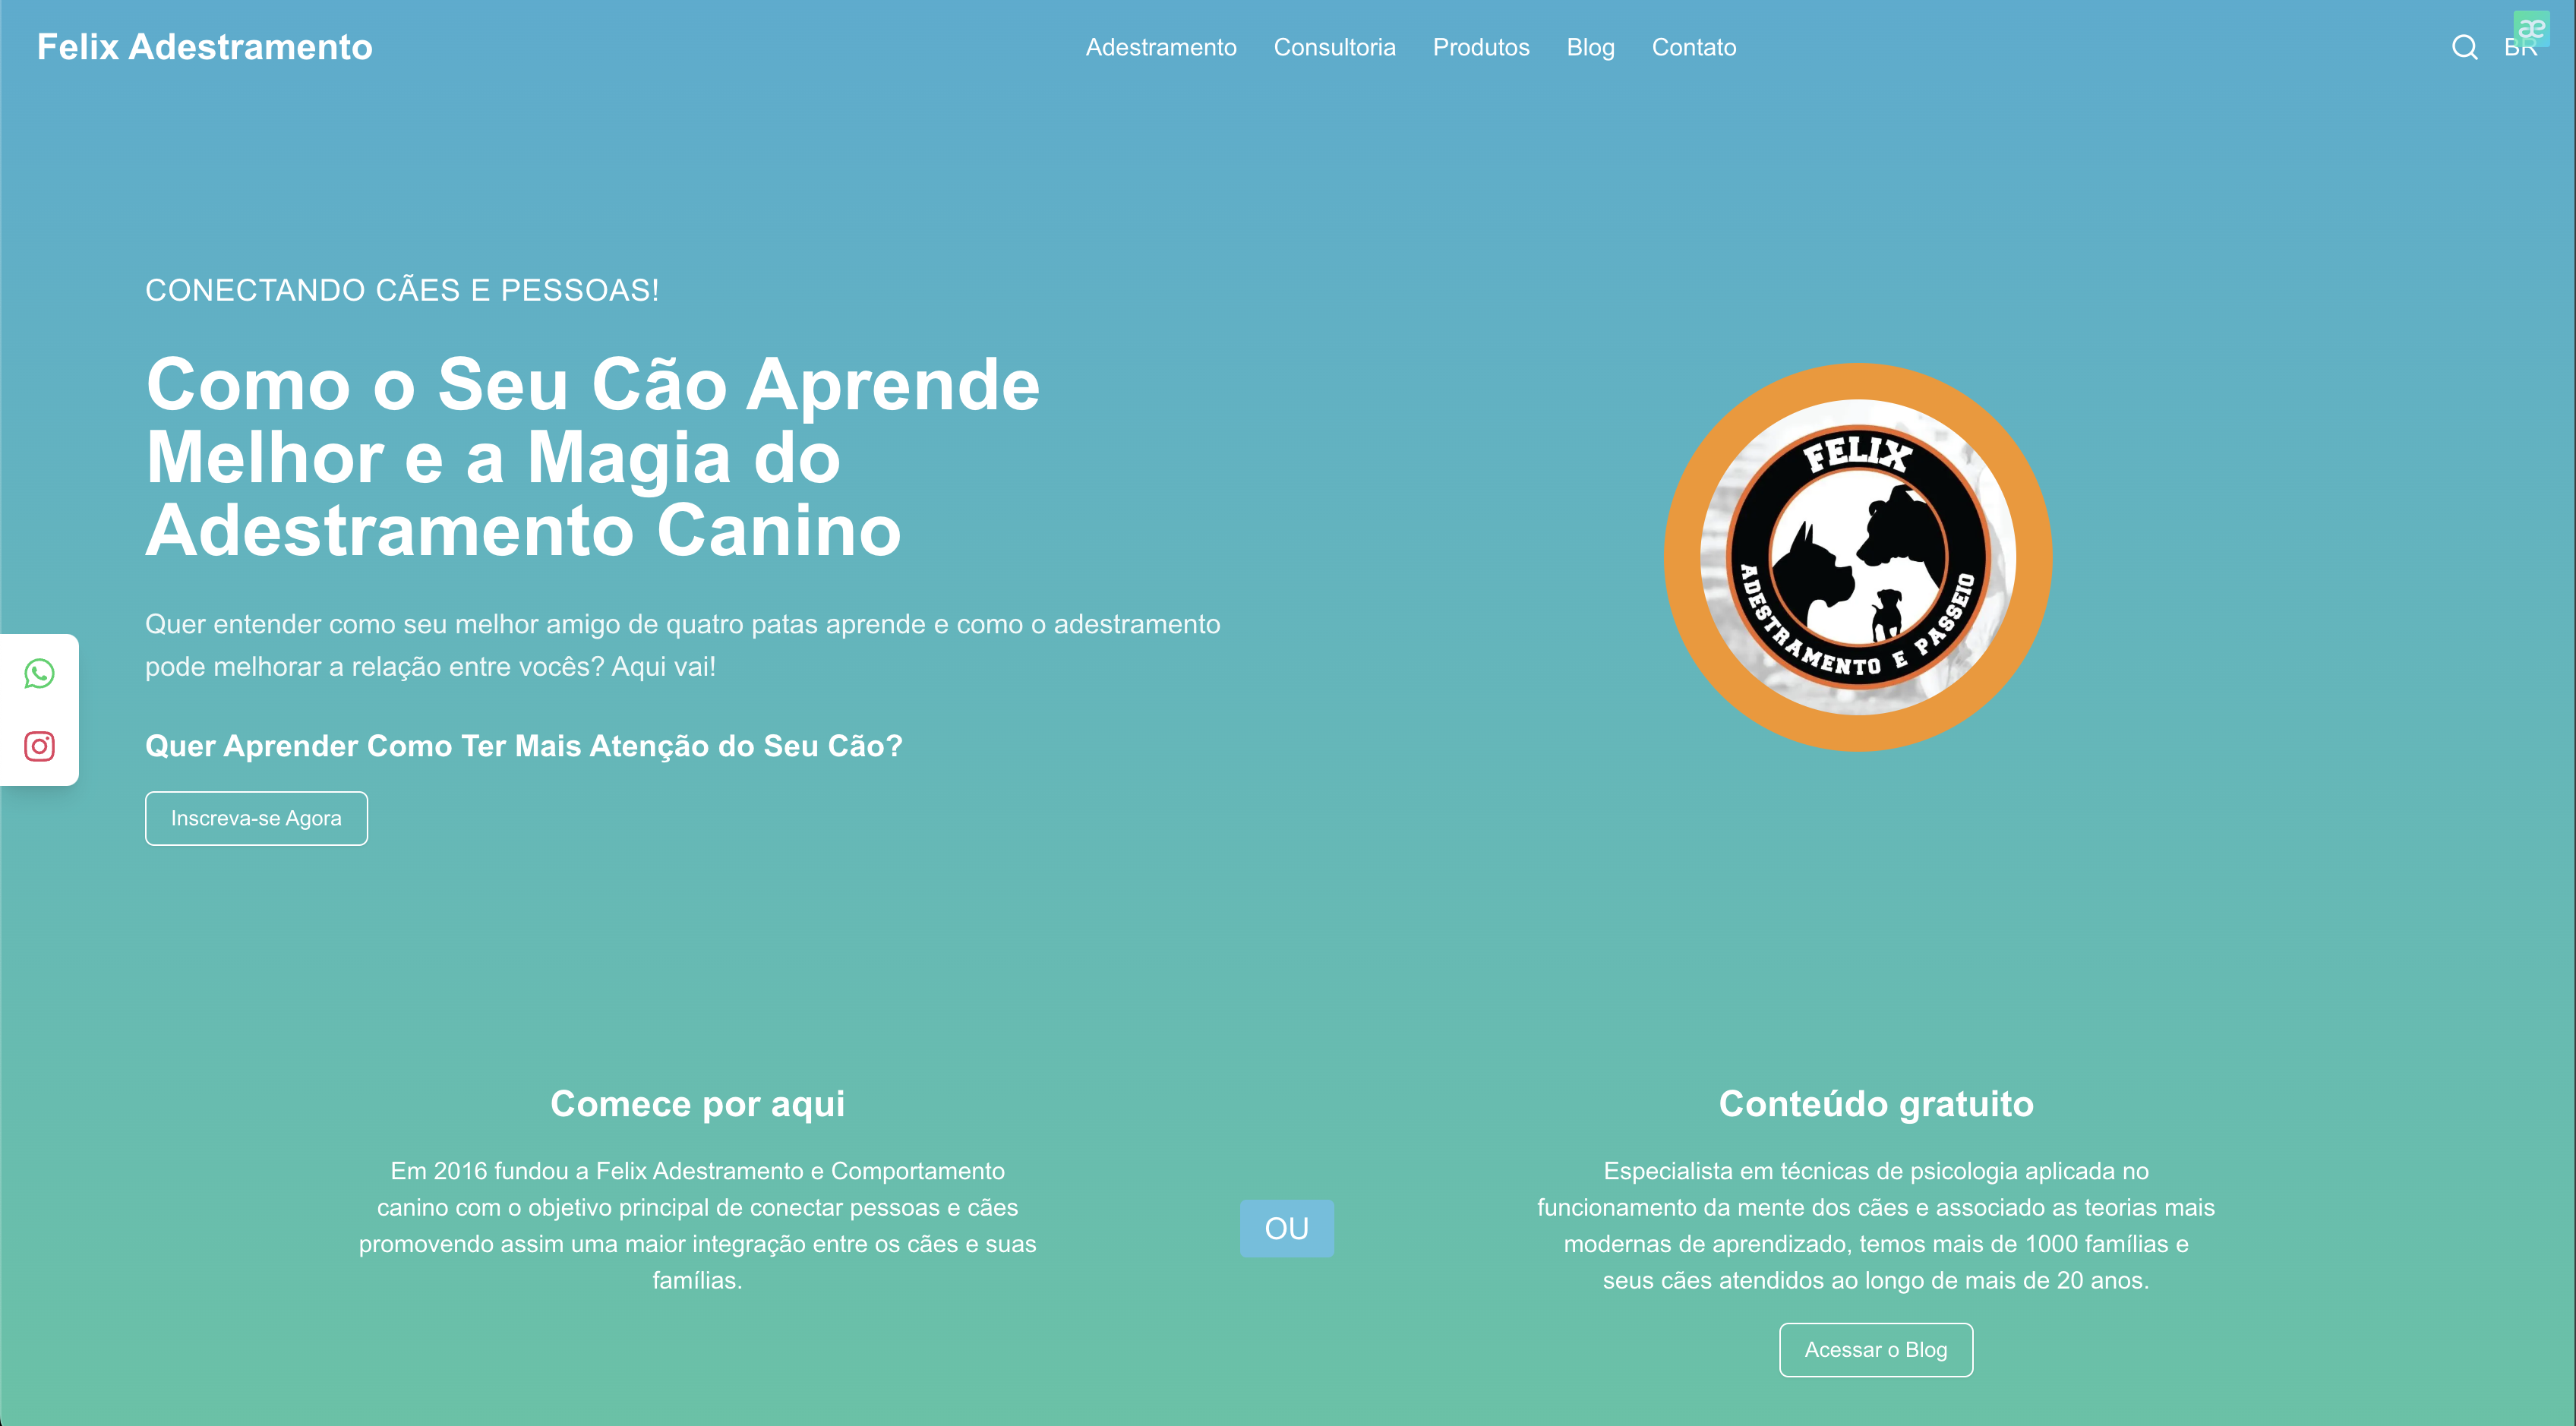 Felix Adestramento
Adestramento Consultoria Produtos Blog Contato
BR
æ
CONECTANDO CÃES E PESSOAS!
Como o Seu Cão Aprende
Melhor e a Magia do
Adestramento Canino
Quer entender como seu melhor amigo de quatro patas aprende e como o adestramento
pode melhorar a relação entre vocês? Aqui vai!
Quer Aprender Como Ter Mais Atenção do Seu Cão?
Inscreva-se Agora
FELIX
ADESTRAMENTO E PASSEIO
Comece por aqui
Em 2016 fundou a Felix Adestramento e Comportamento
canino com o objetivo principal de conectar pessoas e cães
promovendo assim uma maior integração entre os cães e suas
famílias.
OU
Conteúdo gratuito
Especialista em técnicas de psicologia aplicada no
funcionamento da mente dos cães e associado as teorias mais
modernas de aprendizado, temos mais de 1000 famílias e
seus cães atendidos ao longo de mais de 20 anos.
Acessar o Blog